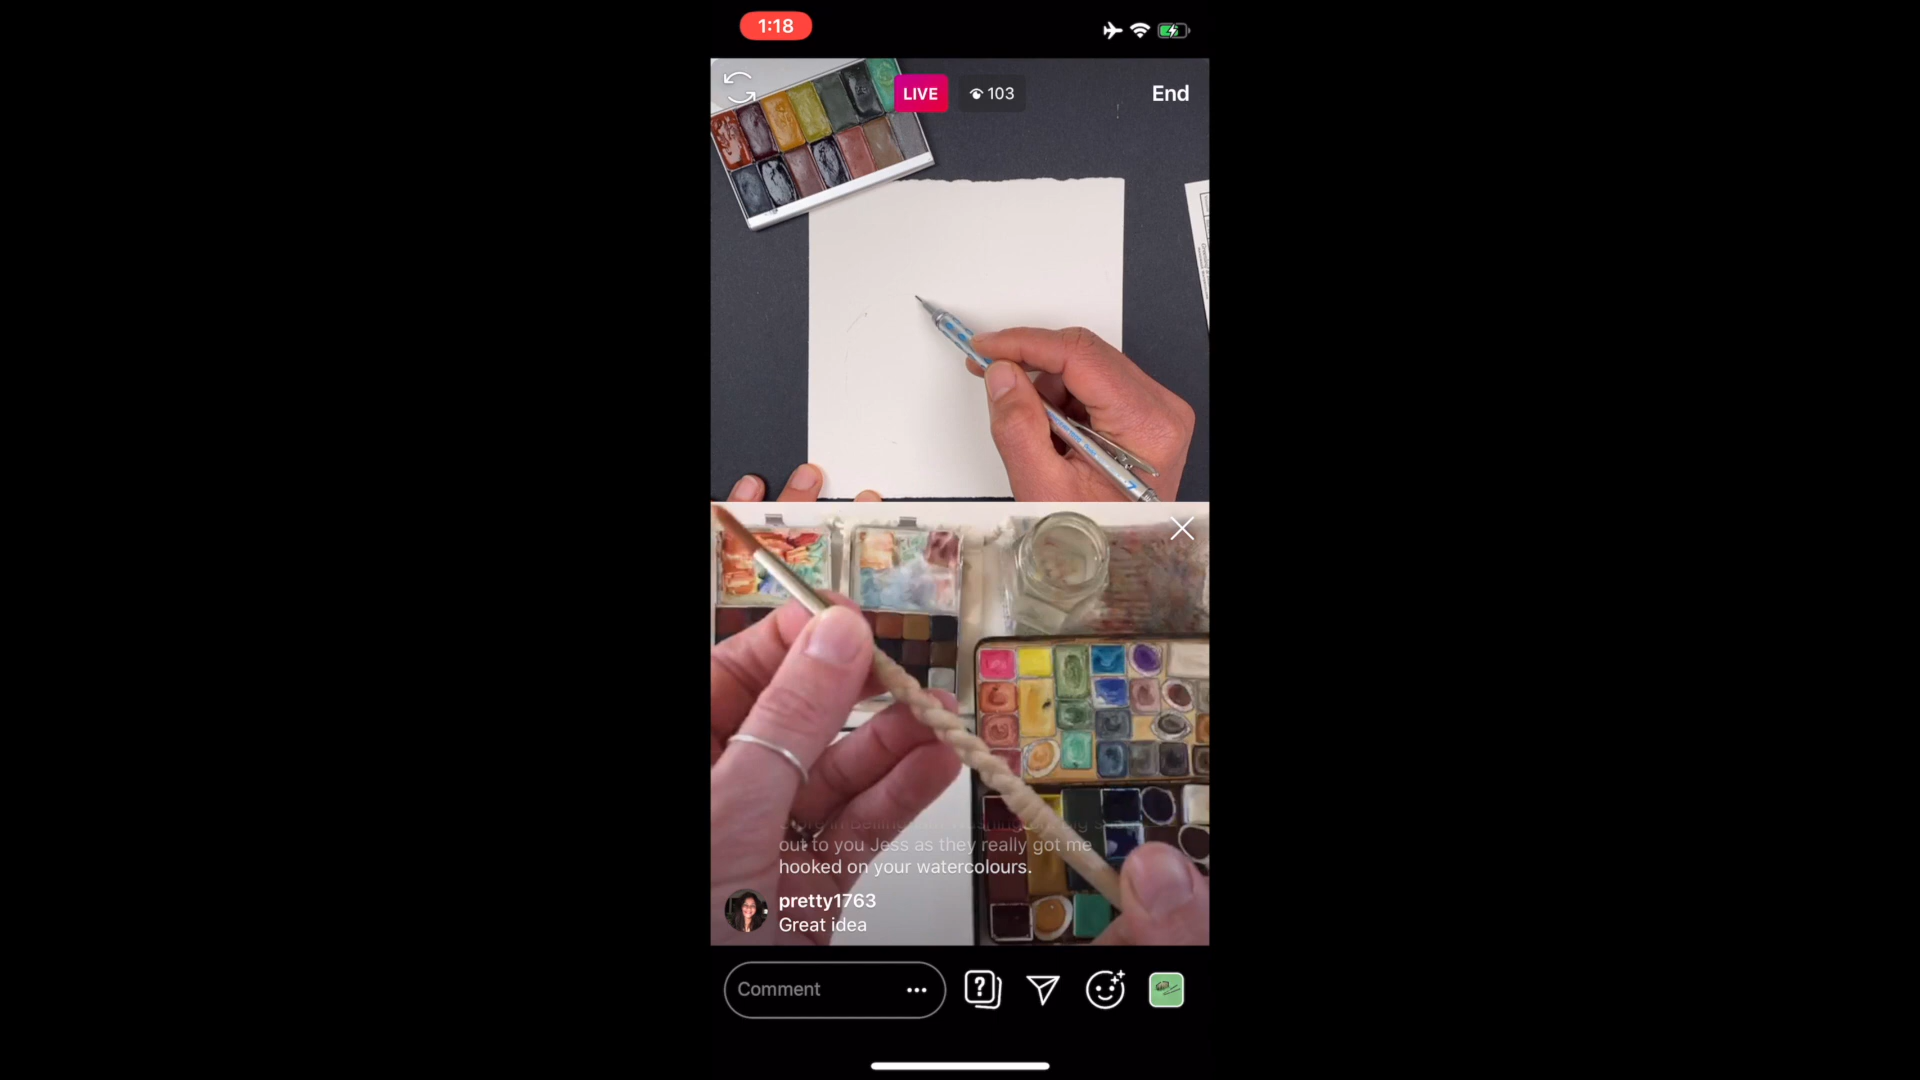 1:18
LIVE
103
End
out to you Jess as they really got me
hooked on your watercolours.
pretty1763
Great idea
Comment